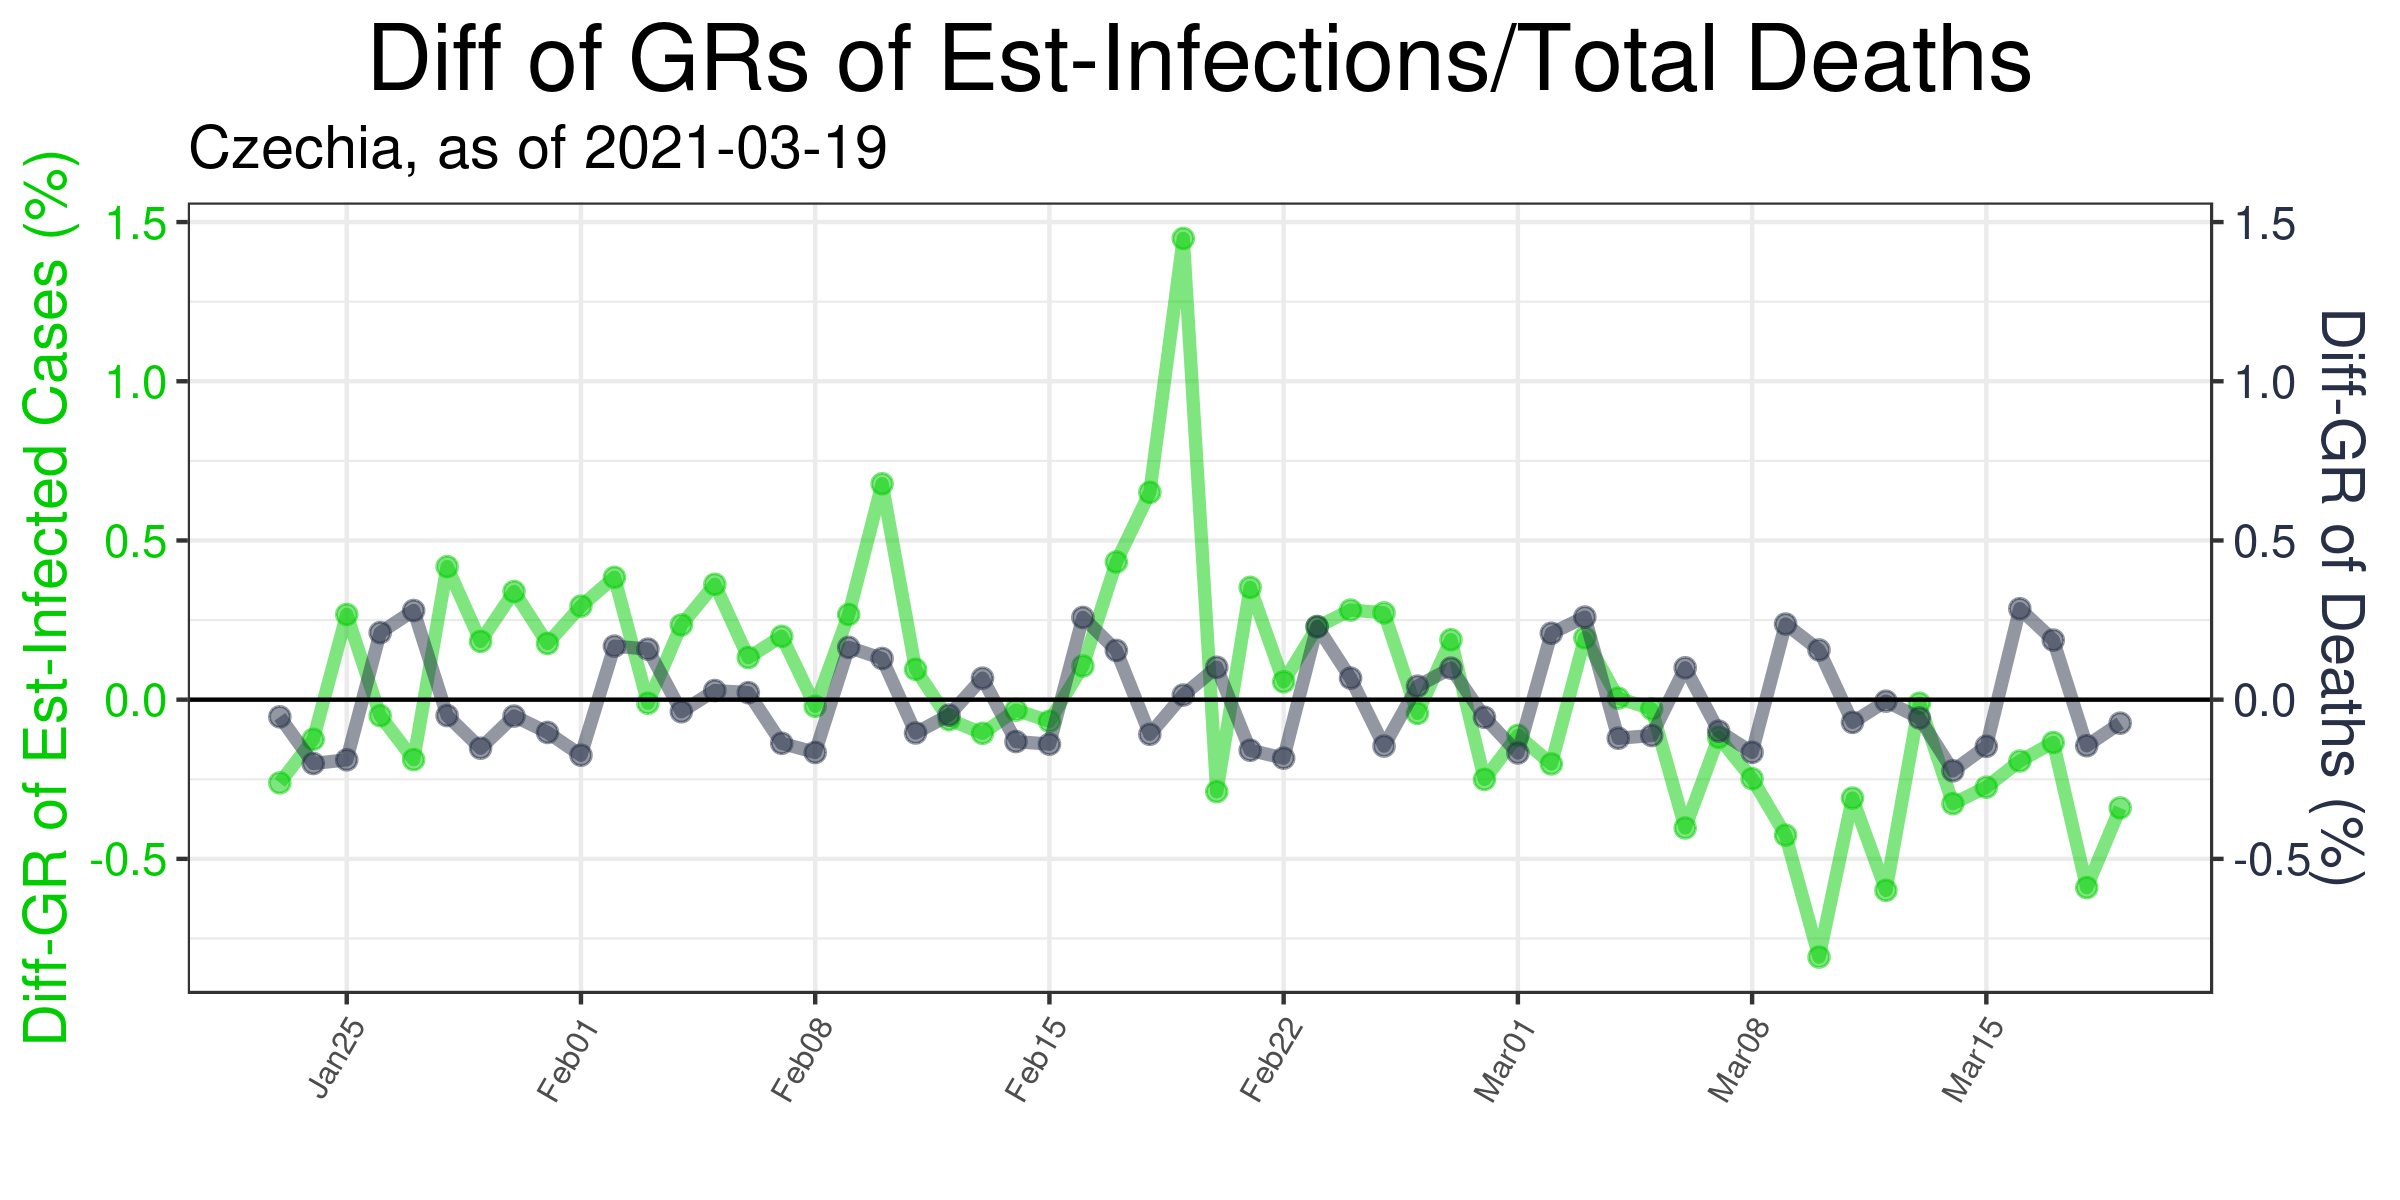 Diff of GRs of Est-Infections/Total Deaths
Czechia, as of 2021-03-19
Diff-GR of Est-Infected Cases (%)
1.5
1.0
0.5
0.0
-0.5
1.5
1.0
0.5
0.0
-0.5
Diff-GR of Deaths (%)
Jan25
Feb01
Feb08
Feb15
Feb22
Mar01
Mar08
Mar15